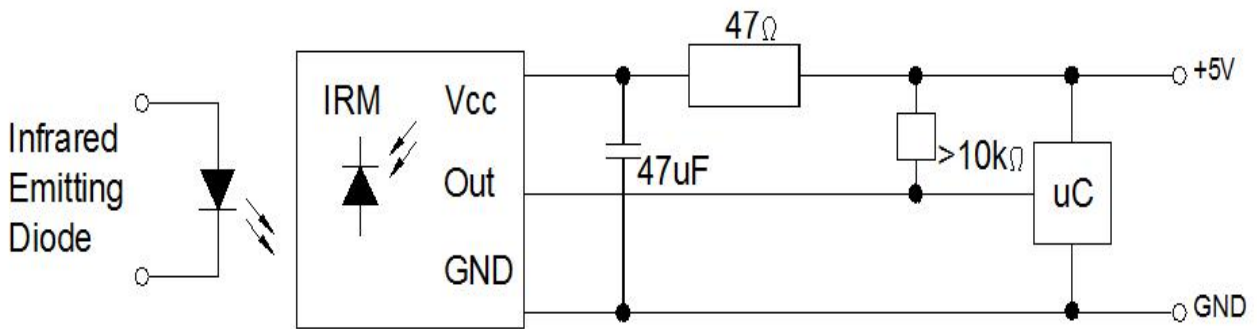 47Ω
+5V
IRM
Vcc
Infrared
Emitting
Diode
47uF
>10kΩ
Out
uC
GND
GND